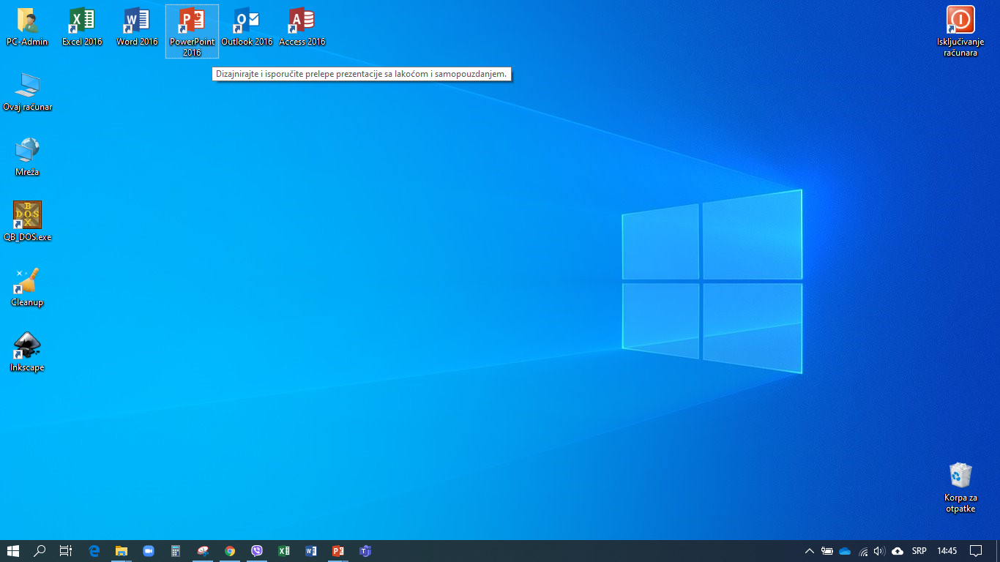 PC-Admin
Excel 2016
Word 2016
PowerPoint
2016
Outlook 2016
Access 2016
Isključivanje
računara
Dizajnirajte i isporučite prelepe prezentacije sa lakoćom i samopouzdanjem.
Ovaj računar
Mreža
B
DOS
X
QB_DOS.exe
Cleanup
Inkscape
Korpa za
otpatke
SRP
14:45